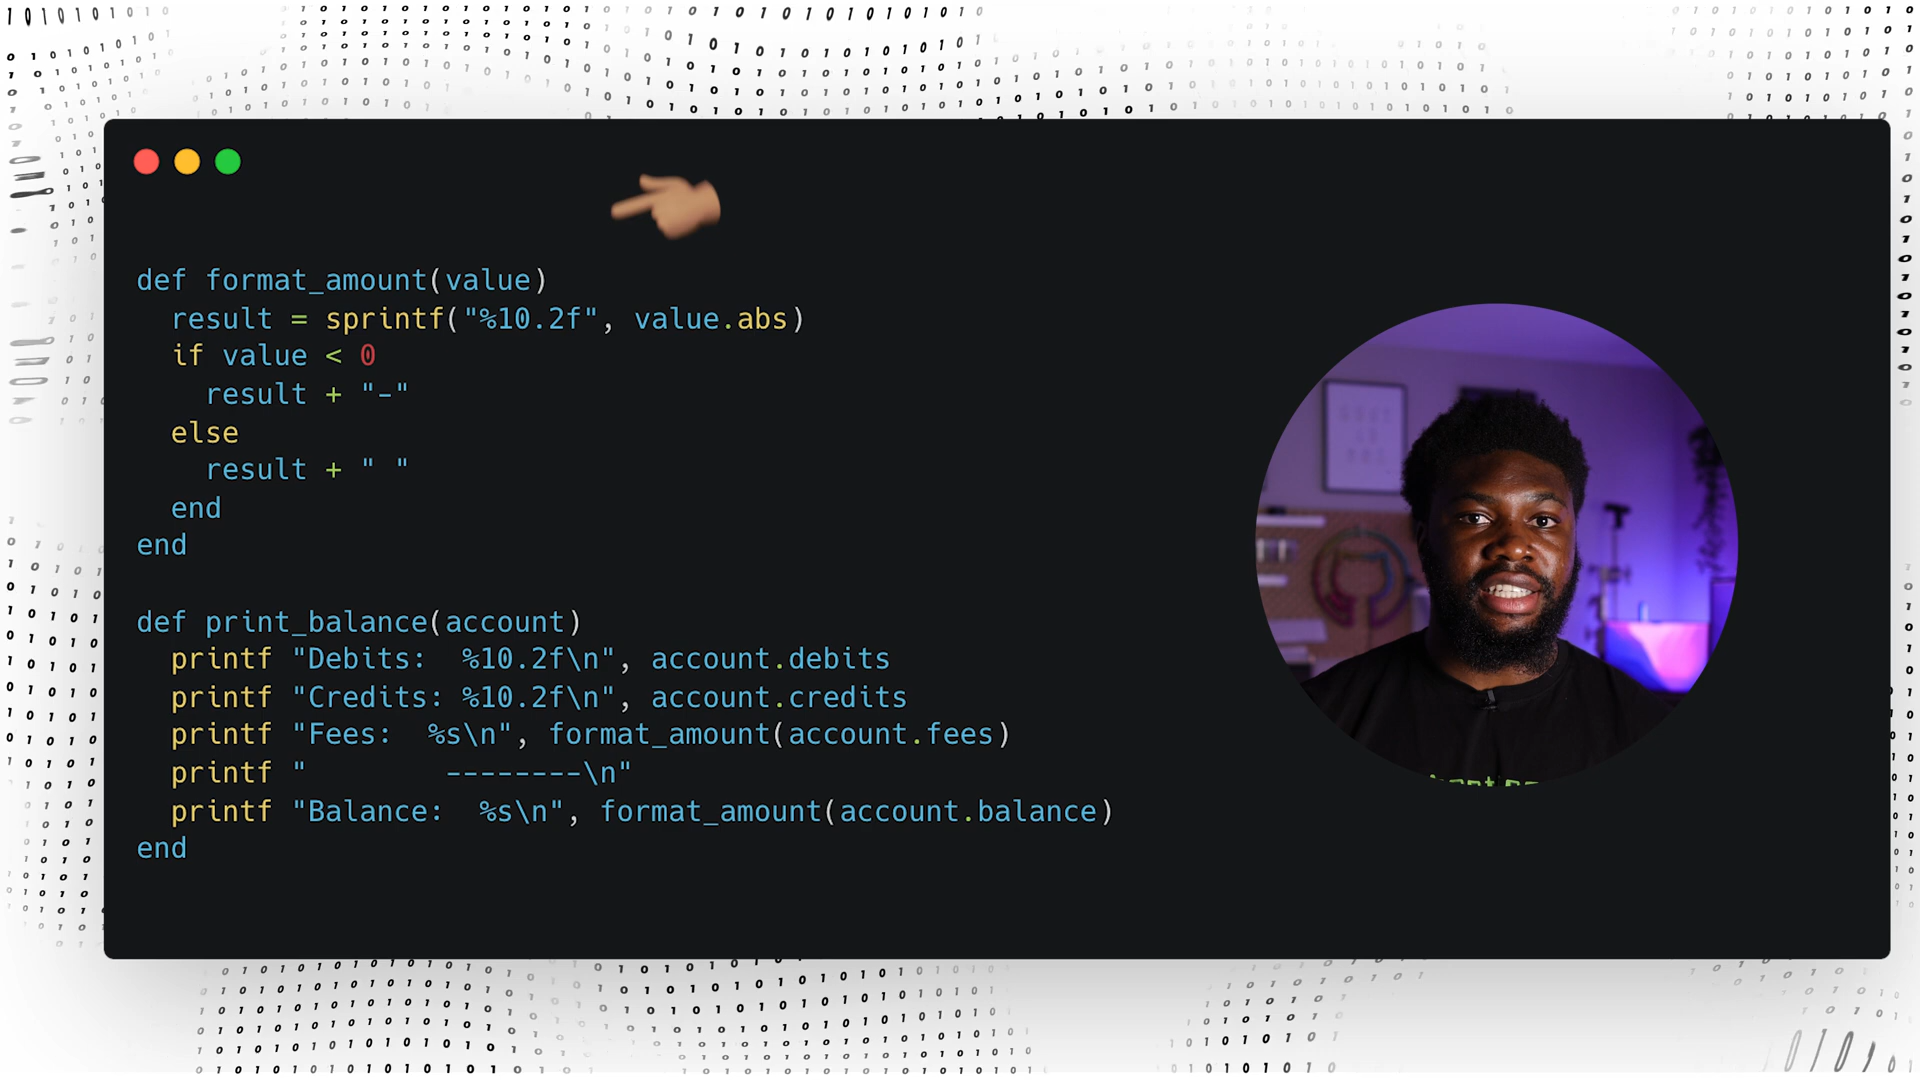 def format_amount(value)
  result = sprintf("%10.2f", value.abs)
  if value < 0
    result + "-"
  else
    result + " "
  end
end

def print_balance(account)
  printf "Debits:  %10.2f\n", account.debits
  printf "Credits: %10.2f\n", account.credits
  printf "Fees:  %s\n", format_amount(account.fees)
  printf "        --------\n"
  printf "Balance:  %s\n", format_amount(account.balance)
end